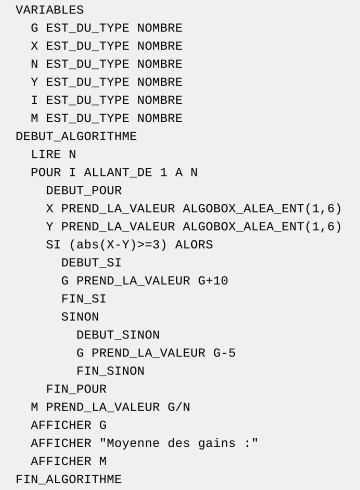 VARIABLES
G EST_DU_TYPE NOMBRE
X EST_DU_TYPE NOMBRE
N EST_DU_TYPE NOMBRE
Y EST_DU_TYPE NOMBRE
I EST_DU_TYPE NOMBRE
M EST_DU_TYPE NOMBRE
DEBUT_ALGORITHME
LIRE N
POUR I ALLANT_DE 1 A N
DEBUT_POUR
X PREND_LA_VALEUR ALGOBOX_ALEA_ENT(1,6)
Y PREND_LA_VALEUR ALGOBOX_ALEA_ENT(1,6)
SI (abs(X-Y)>=3) ALORS
DEBUT_SI
G PREND_LA_VALEUR G+10
FIN_SI
SINON
DEBUT_SINON
G PREND_LA_VALEUR G-5
FIN_SINON
FIN_POUR
M PREND_LA_VALEUR G/N
AFFICHER G
AFFICHER "Moyenne des gains :"
AFFICHER M
FIN_ALGORITHME